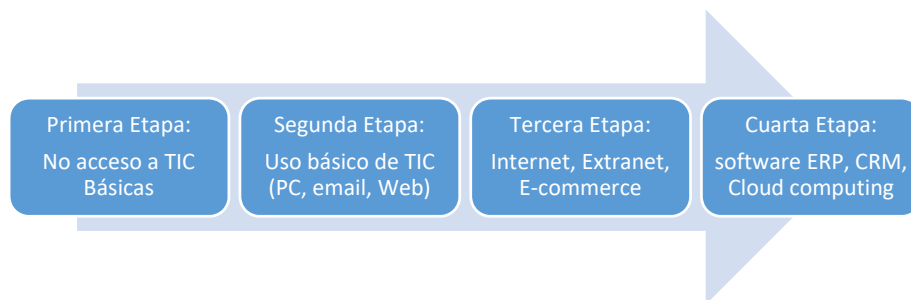 Primera Etapa:
No acceso a TIC
Básicas
Segunda Etapa:
Uso básico de TIC
(PC, email, Web)
Tercera Etapa:
Internet, Extranet,
E-commerce
Cuarta Etapa:
software ERP, CRM,
Cloud computing